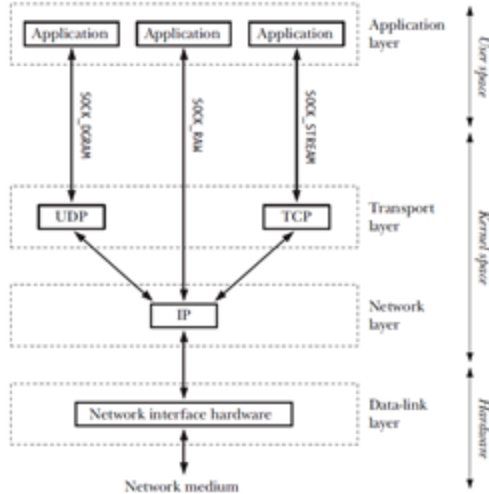 Application
Application
Application
Application
layer
User space
SOCK_DGRAM
SOCK_RAW
SOCK_STREAM
UDP
TCP
Transport
layer
Kernel space
IP
Network
layer
Network interface hardware
Data-link
layer
Hardware
Network medium